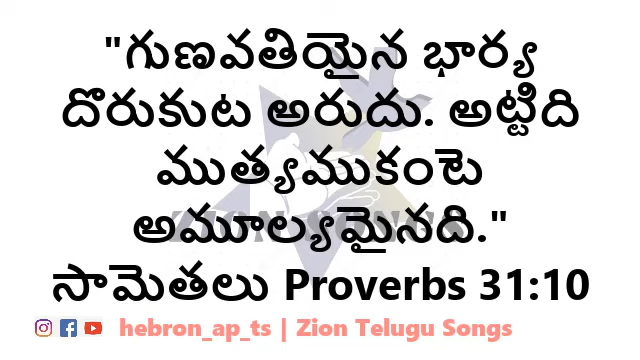 "గుణవతియైన భార్య
దొరుకుట అరుదు. అట్టిది
ముత్యముకంటె
అమూల్యమైనది."
సామెతలు Proverbs 31:10
hebron_ap_ts | Zion Telugu Songs